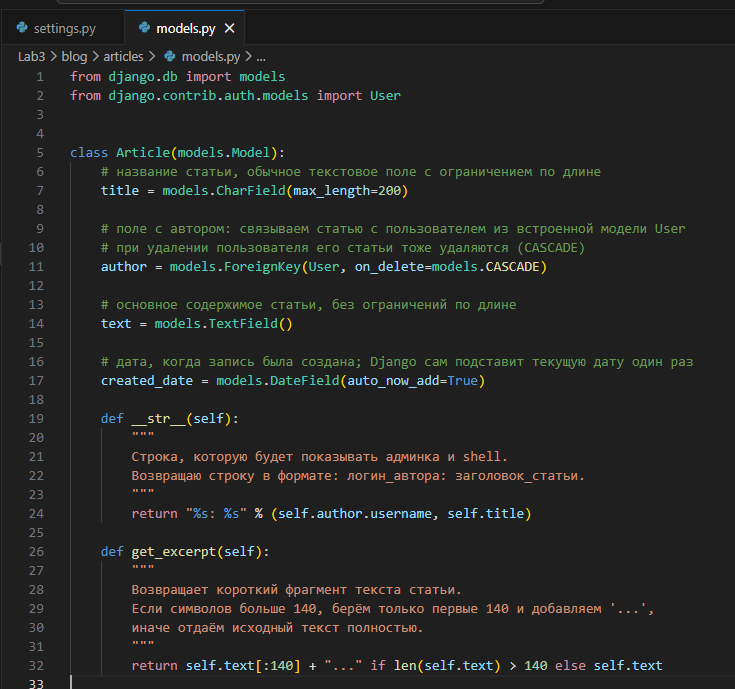 settings.py
models.py
Lab3 > blog > articles > models.py > ...
1 from django.db import models
2 from django.contrib.auth.models import User
3
4
5 class Article(models.Model):
6     # название статьи, обычное текстовое поле с ограничением по длине
7     title = models.CharField(max_length=200)
8
9     # поле с автором: связываем статью с пользователем из встроенной модели User
10     # при удалении пользователя его статьи тоже удаляются (CASCADE)
11     author = models.ForeignKey(User, on_delete=models.CASCADE)
12
13     # основное содержимое статьи, без ограничений по длине
14     text = models.TextField()
15
16     # дата, когда запись была создана; Django сам подставит текущую дату один раз
17     created_date = models.DateField(auto_now_add=True)
18
19     def __str__(self):
20         """
21         Строка, которую будет показывать админка и shell.
22         Возвращаю строку в формате: логин_автора: заголовок_статьи.
23         """
24         return "%s: %s" % (self.author.username, self.title)
25
26     def get_excerpt(self):
27         """
28         Возвращает короткий фрагмент текста статьи.
29         Если символов больше 140, берём только первые 140 и добавляем '...',
30         иначе отдаём исходный текст полностью.
31         """
32         return self.text[:140] + "..." if len(self.text) > 140 else self.text
33